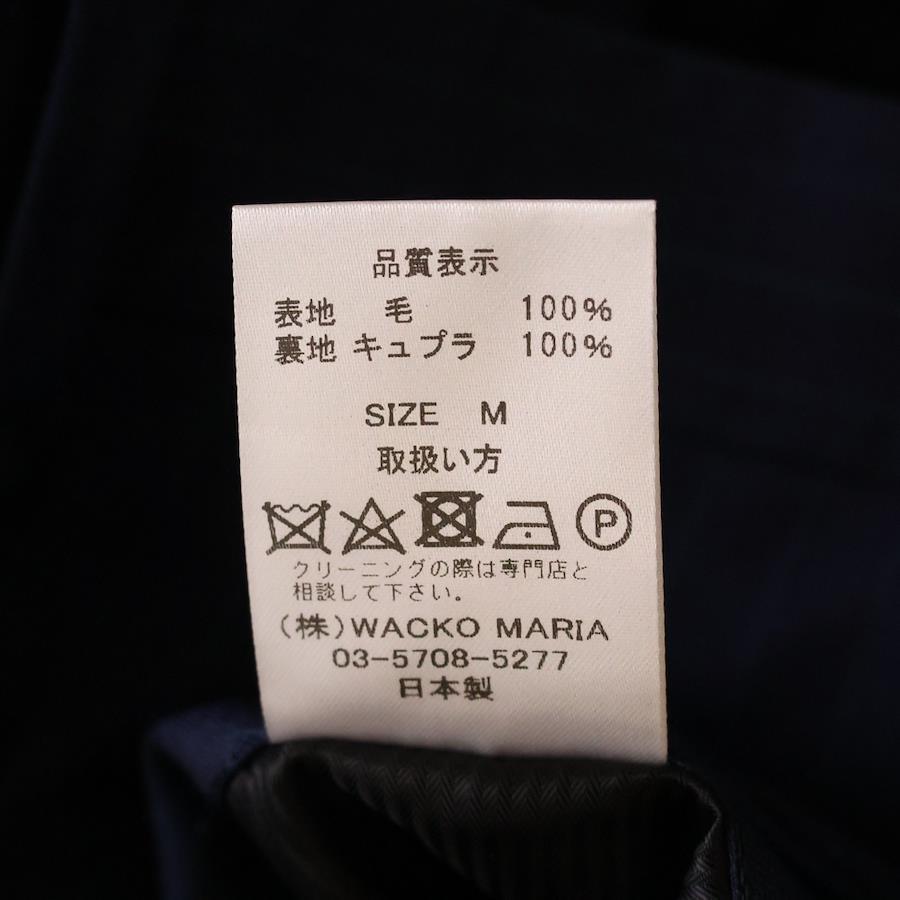 品質表示
表地 毛 100%
裏地 キュプラ 100%
SIZE M
取扱い方
P
クリーニングの際は専門店と
相談して下さい。
(株)WACKO MARIA
03-5708-5277
日本製